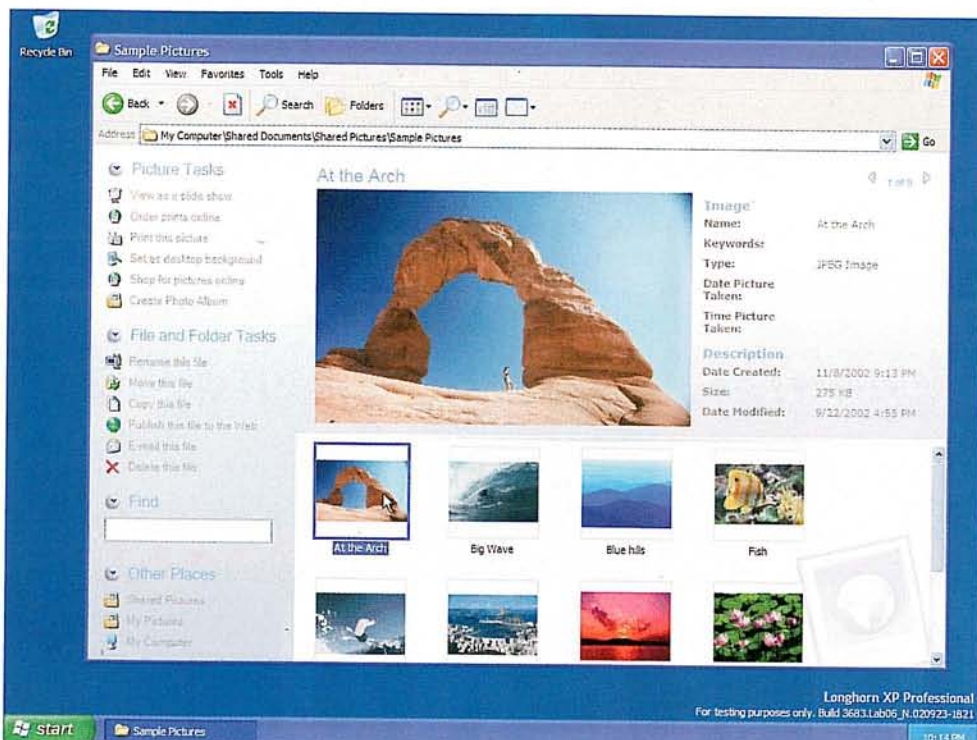 Recycle Bin
Sample Pictures
File Edit View Favorites Tools Help
Back Search Folders
Address My Computer\Shared Documents\Shared Pictures\Sample Pictures Go
Picture Tasks
View as a slide show
Order prints online
Print this picture
Set as desktop background
Shop for pictures online
Create Photo Album
File and Folder Tasks
Rename this file
Move this file
Copy this file
Publish this file to the Web
E-mail this file
Delete this file
Find
Other Places
Shared Pictures
My Pictures
My Computer
At the Arch
Image
Name: At the Arch
Keywords:
Type: JPEG Image
Date Picture
Taken:
Time Picture
Taken:
Description
Date Created: 11/8/2002 9:13 PM
Size: 275 KB
Date Modified: 9/22/2002 4:55 PM
At the Arch
Big Wave
Blue hills
Fish
Longhorn XP Professional
For testing purposes only. Build 3683.Lab06_N.020923-1821
start
Sample Pictures
10:14 PM